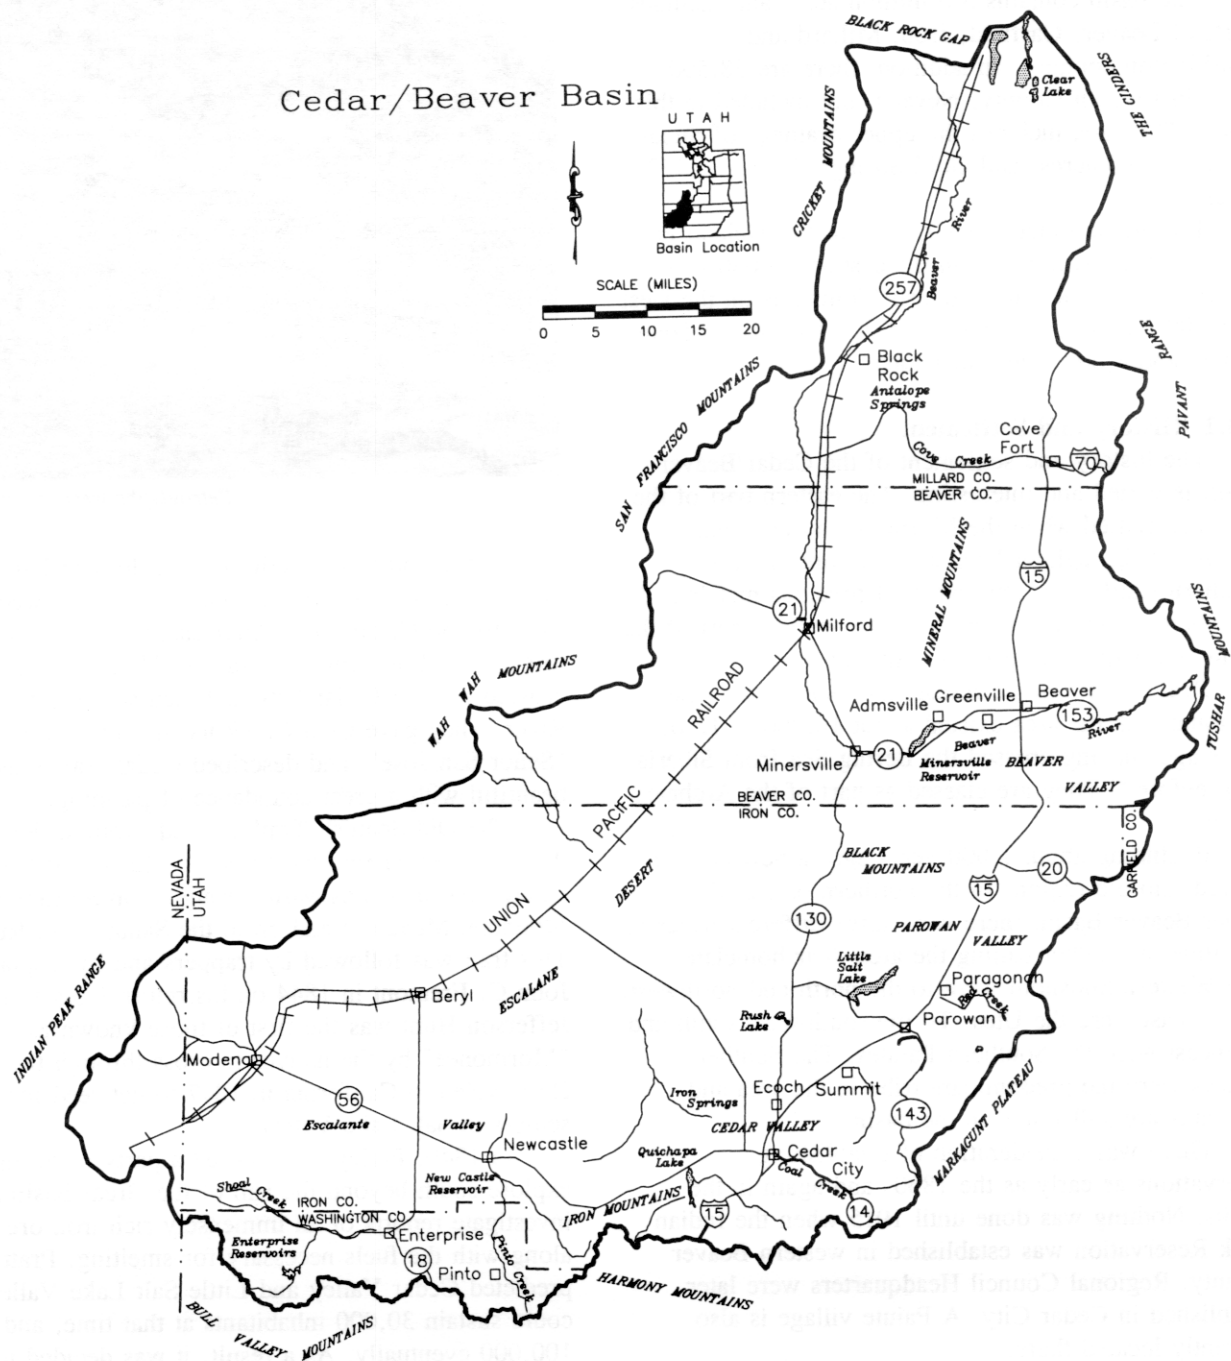 BLACK ROCK GAP
THE CINDERS
Clear
Lake
Cedar/Beaver Basin
UTAH
Basin Location
SCALE (MILES)
0 5 10 15 20
CRICKET MOUNTAINS
River
Beaver
257
Black
Rock
Antalope
Springs
RANGE
PAVANT
SAN FRANCISCO MOUNTAINS
Cove
Fort
Cove Creek
70
MILLARD CO.
BEAVER CO.
MINERAL MOUNTAINS
15
21
Milford
MOUNTAINS
TUSHAR
WAH WAH MOUNTAINS
RAILROAD
Admsville
Greenville
Beaver
153
River
Beaver
Minersville
21
Minersville
Reservoir
BEAVER
VALLEY
BEAVER CO.
IRON CO.
PACIFIC
BLACK
MOUNTAINS
GARFIELD CO.
20
15
DESERT
UNION
NEVADA
UTAH
130
PAROWAN
VALLEY
Little
Salt
Lake
Paragonah
Red Creek
Parowan
INDIAN PEAK RANGE
Beryl
ESCALANE
Rush
Lake
Modena
56
Escalante
Valley
Iron
Springs
Ecoch
Summit
143
MARKAGUNT PLATEAU
CEDAR VALLEY
Newcastle
Quichapa
Lake
Cedar
City
Coal
Creek
14
New Castle
Reservoir
Shoal Creek
IRON CO.
WASHINGTON CO.
IRON MOUNTAINS
15
Enterprise
Reservoirs
Enterprise
18
Pinto
Pinto Creek
HARMONY MOUNTAINS
BULL VALLEY MOUNTAINS